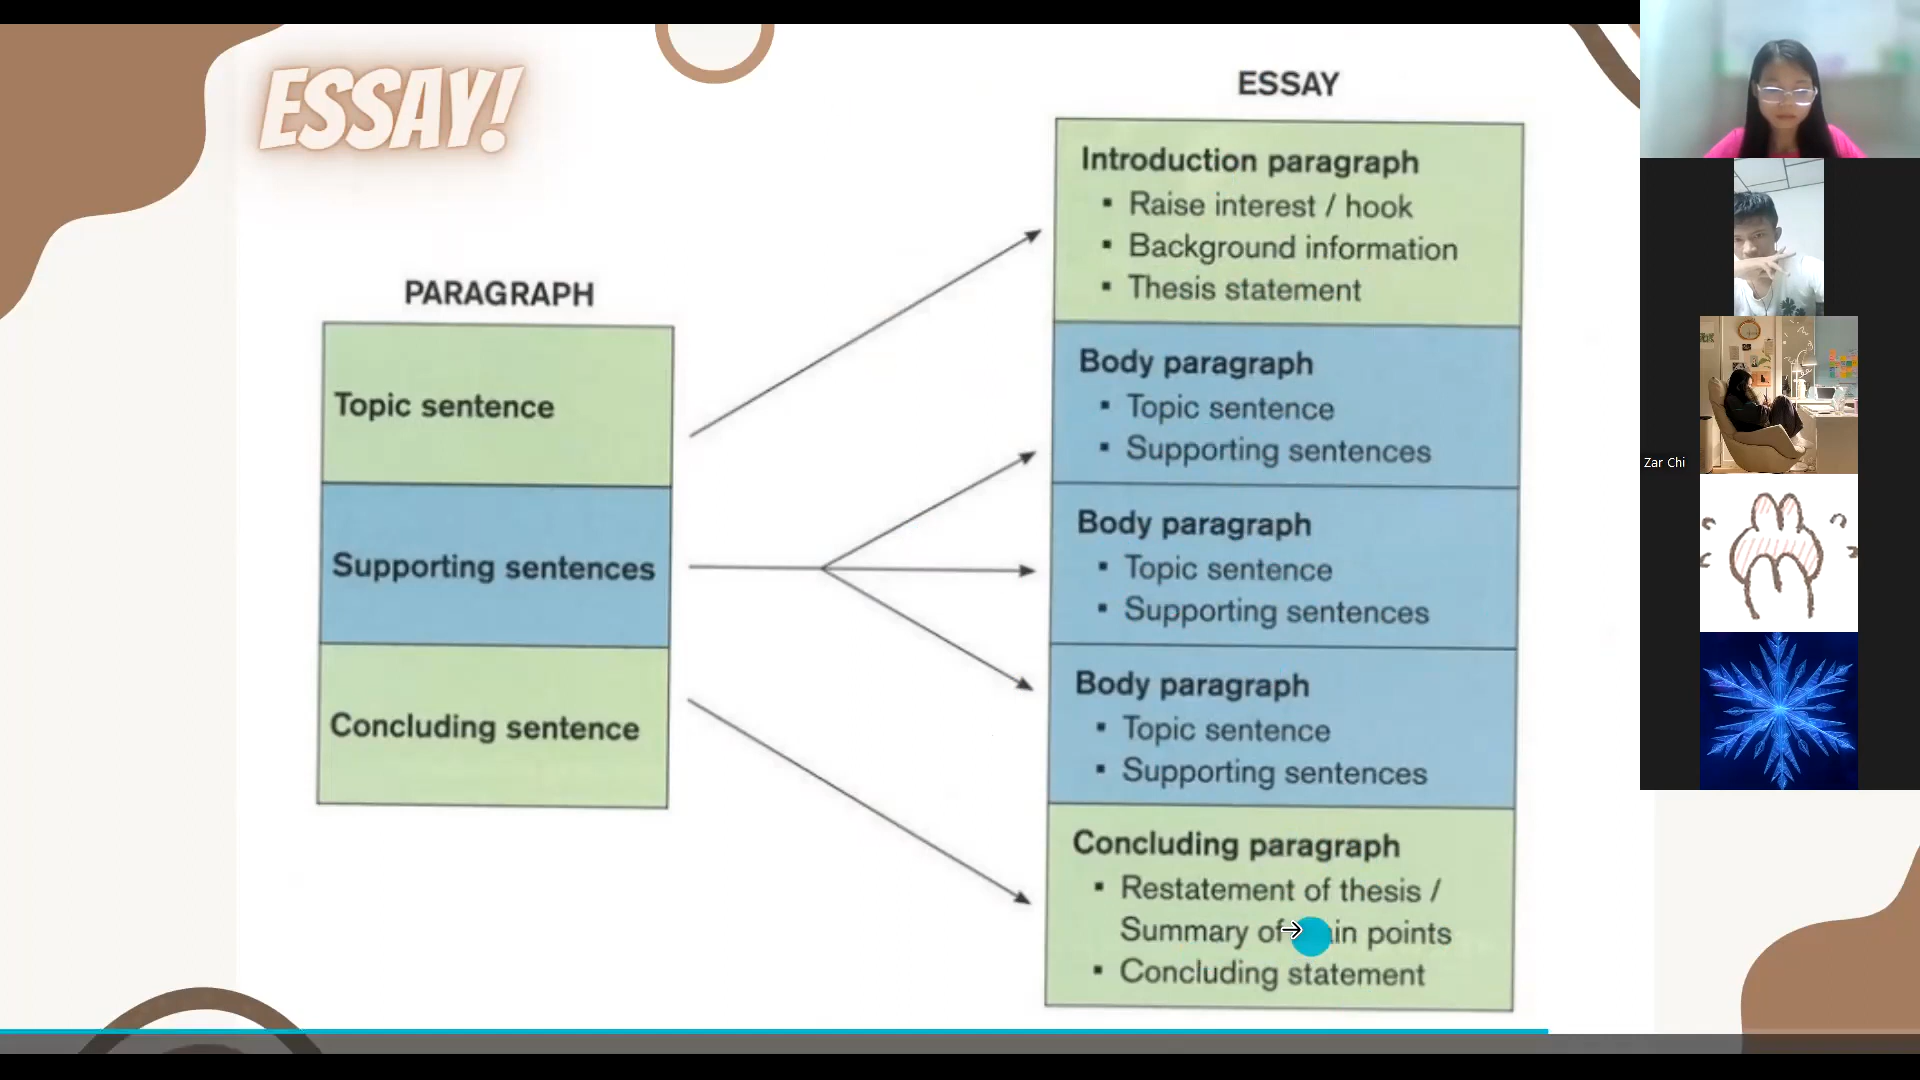 ESSAY!
PARAGRAPH
Topic sentence
Supporting sentences
Concluding sentence
ESSAY
Introduction paragraph
▪ Raise interest / hook
▪ Background information
▪ Thesis statement
Body paragraph
▪ Topic sentence
▪ Supporting sentences
Body paragraph
▪ Topic sentence
▪ Supporting sentences
Body paragraph
▪ Topic sentence
▪ Supporting sentences
Concluding paragraph
▪ Restatement of thesis /
Summary of points
▪ Concluding statement
Zar Chi